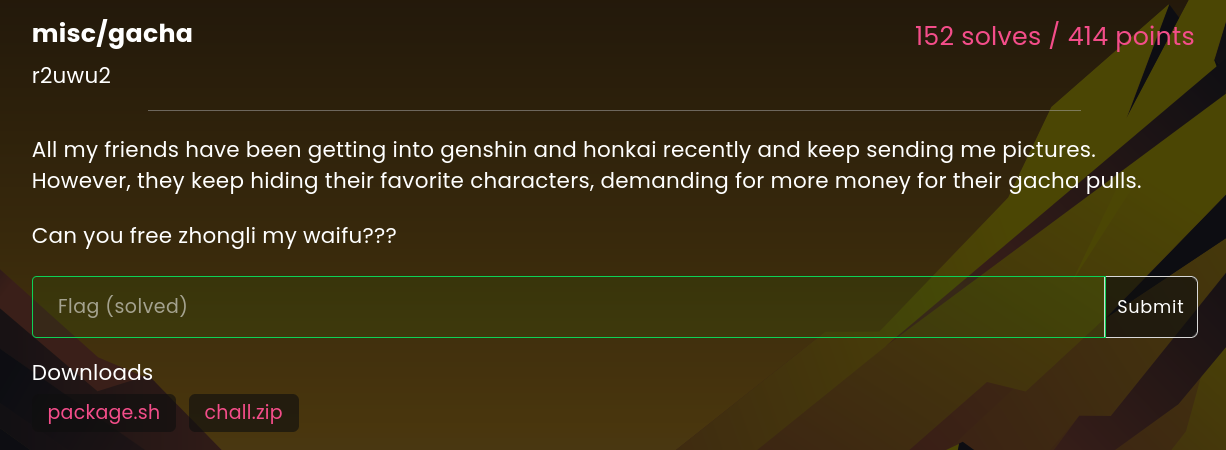 misc/gacha
152 solves / 414 points
r2uwu2
All my friends have been getting into genshin and honkai recently and keep sending me pictures.
However, they keep hiding their favorite characters, demanding for more money for their gacha pulls.
Can you free zhongli my waifu???
Flag (solved)
Submit
Downloads
package.sh
chall.zip